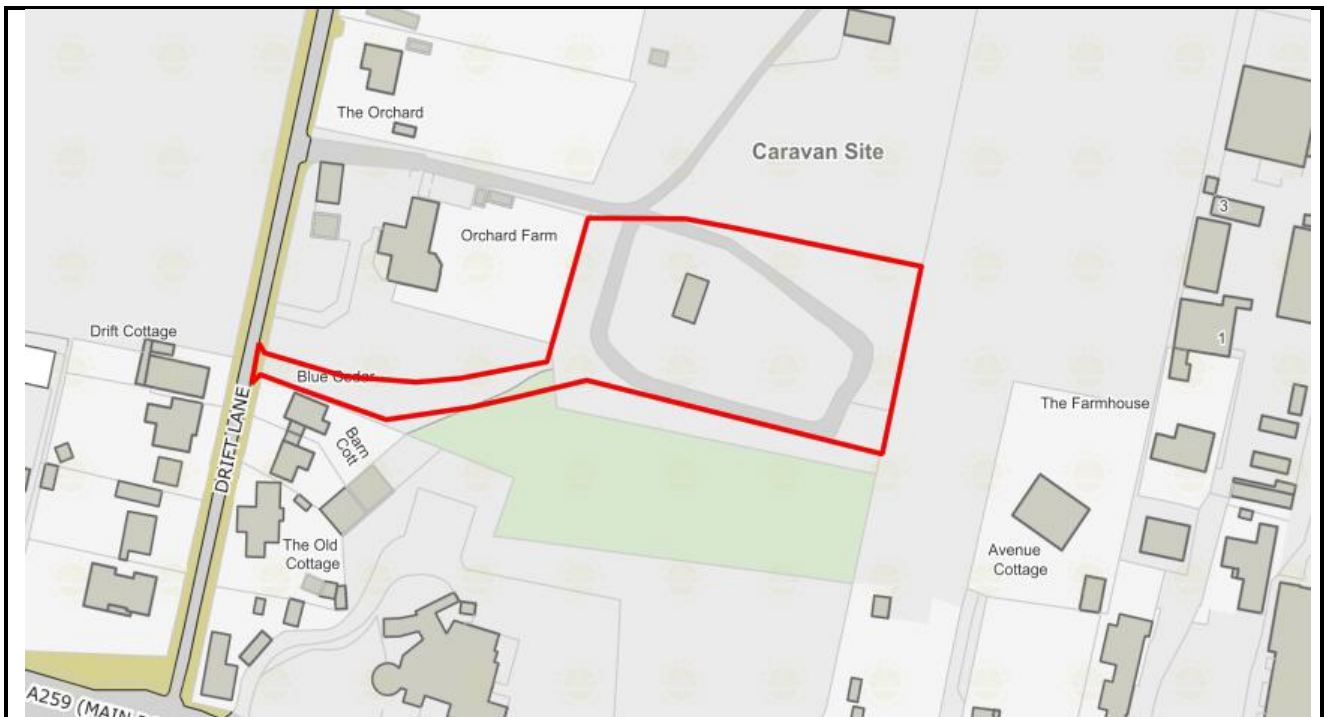 The Orchard
Caravan Site
3
Orchard Farm
Drift Cottage
1
Blue Cedar
The Farmhouse
DRIFT LANE
Barn
Cott
The Old
Cottage
Avenue
Cottage
A259 (MAIN